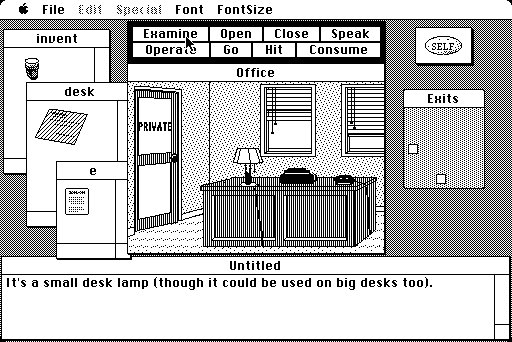 File Edit Special Font FontSize
invent
Examine Open Close Speak
Operate Go Hit Consume
SELF
desk
Office
Exits
PRIVATE
e
Untitled
It's a small desk lamp (though it could be used on big desks too).